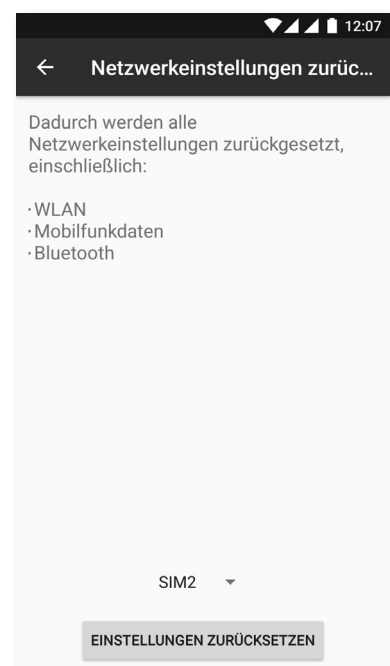 12:07
Netzwerkeinstellungen zurüc...
Dadurch werden alle
Netzwerkeinstellungen zurückgesetzt,
einschließlich:
·WLAN
·Mobilfunkdaten
·Bluetooth
SIM2
EINSTELLUNGEN ZURÜCKSETZEN